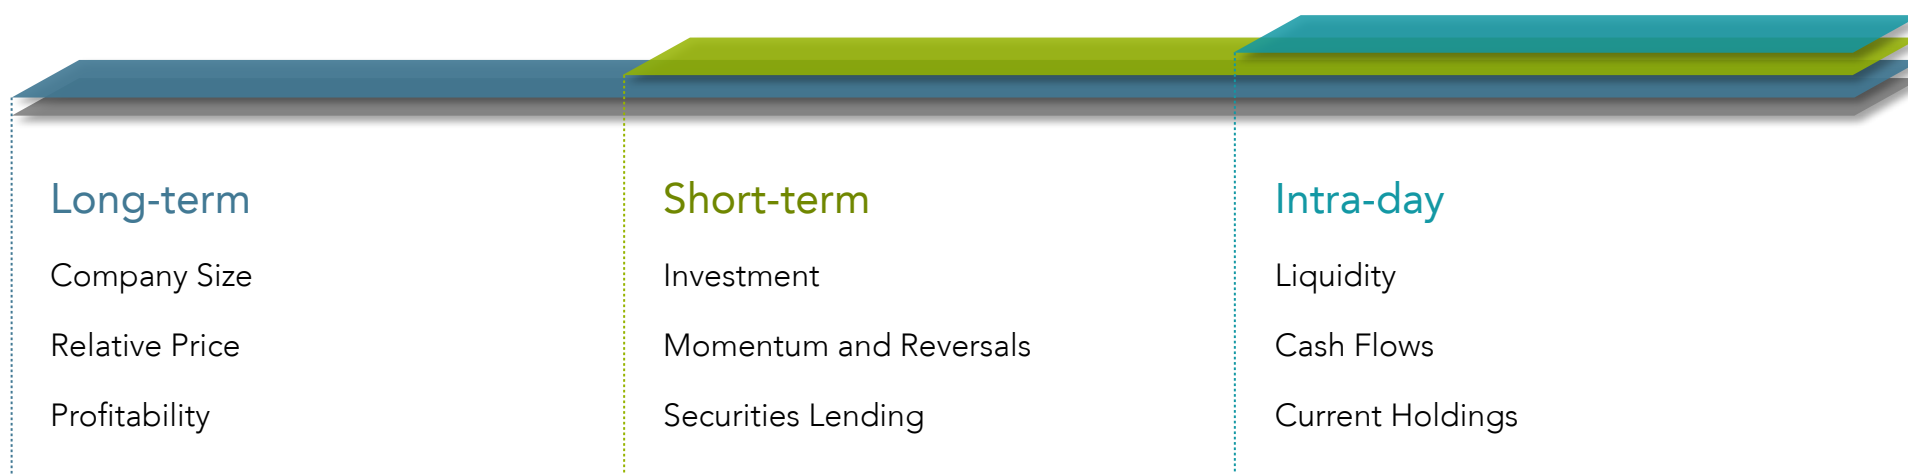 Long-term
Company Size
Relative Price
Profitability
Short-term
Investment
Momentum and Reversals
Securities Lending
Intra-day
Liquidity
Cash Flows
Current Holdings